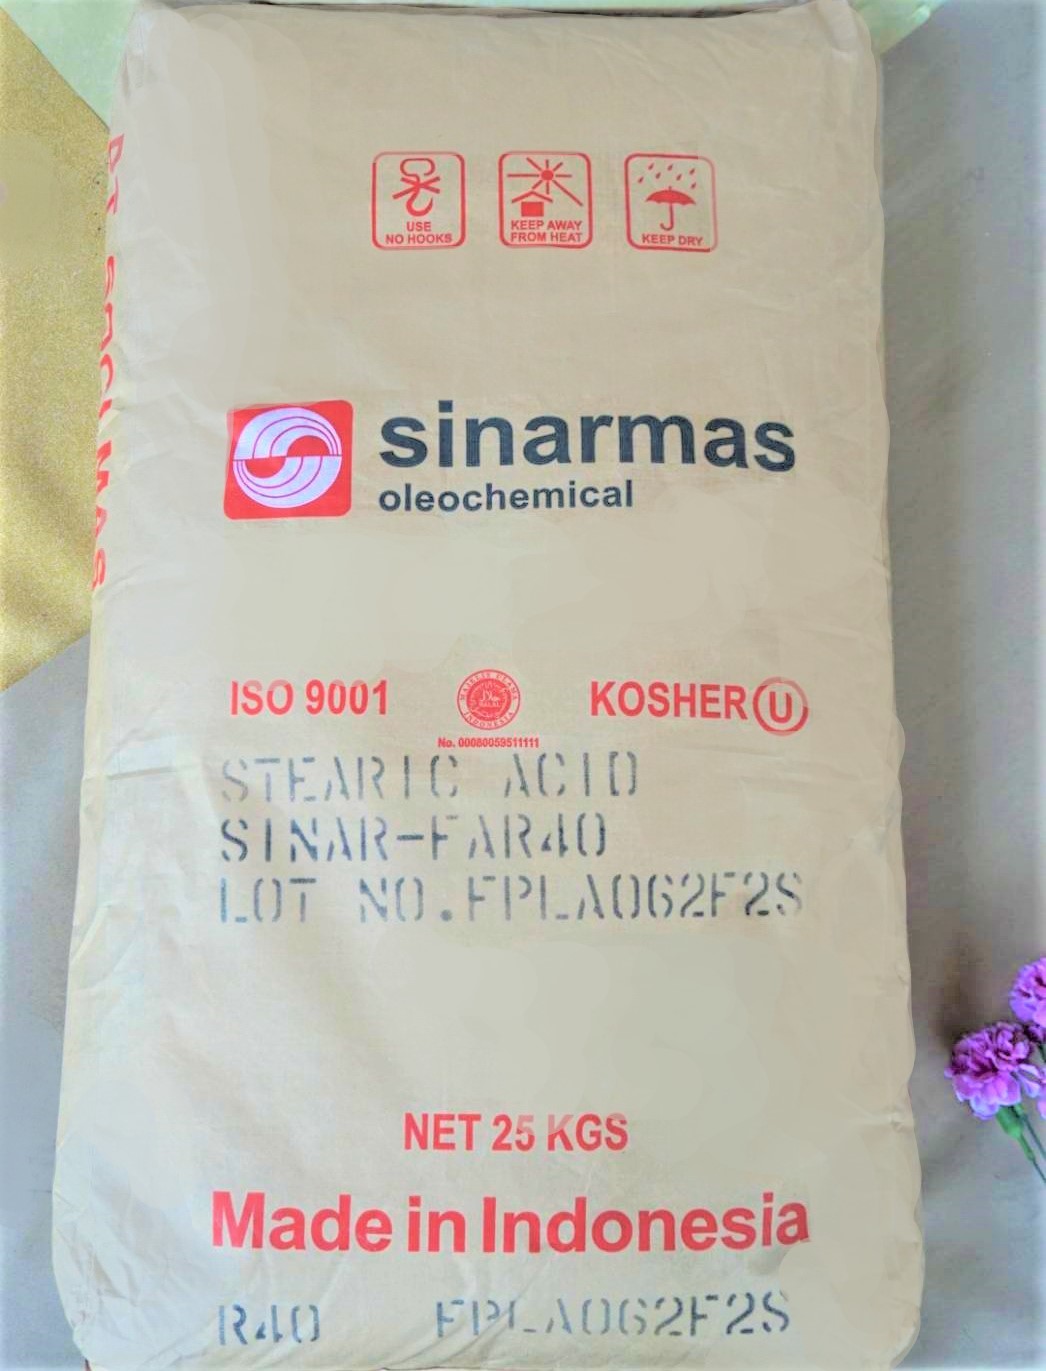 USE
NO HOOKS
KEEP AWAY
FROM HEAT
KEEP DRY
sinarmas
oleochemical
ISO 9001
KOSHER U
No. 00080059511111
STEARIC ACID
SINAR-FAR40
LOT NO.FPLA062F2S
NET 25 KGS
Made in Indonesia
R40 FPLA062F2S